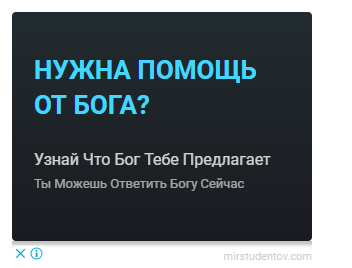 НУЖНА ПОМОЩЬ
ОТ БОГА?
Узнай Что Бог Тебе Предлагает
Ты Можешь Ответить Богу Сейчас
mirstudentov.com